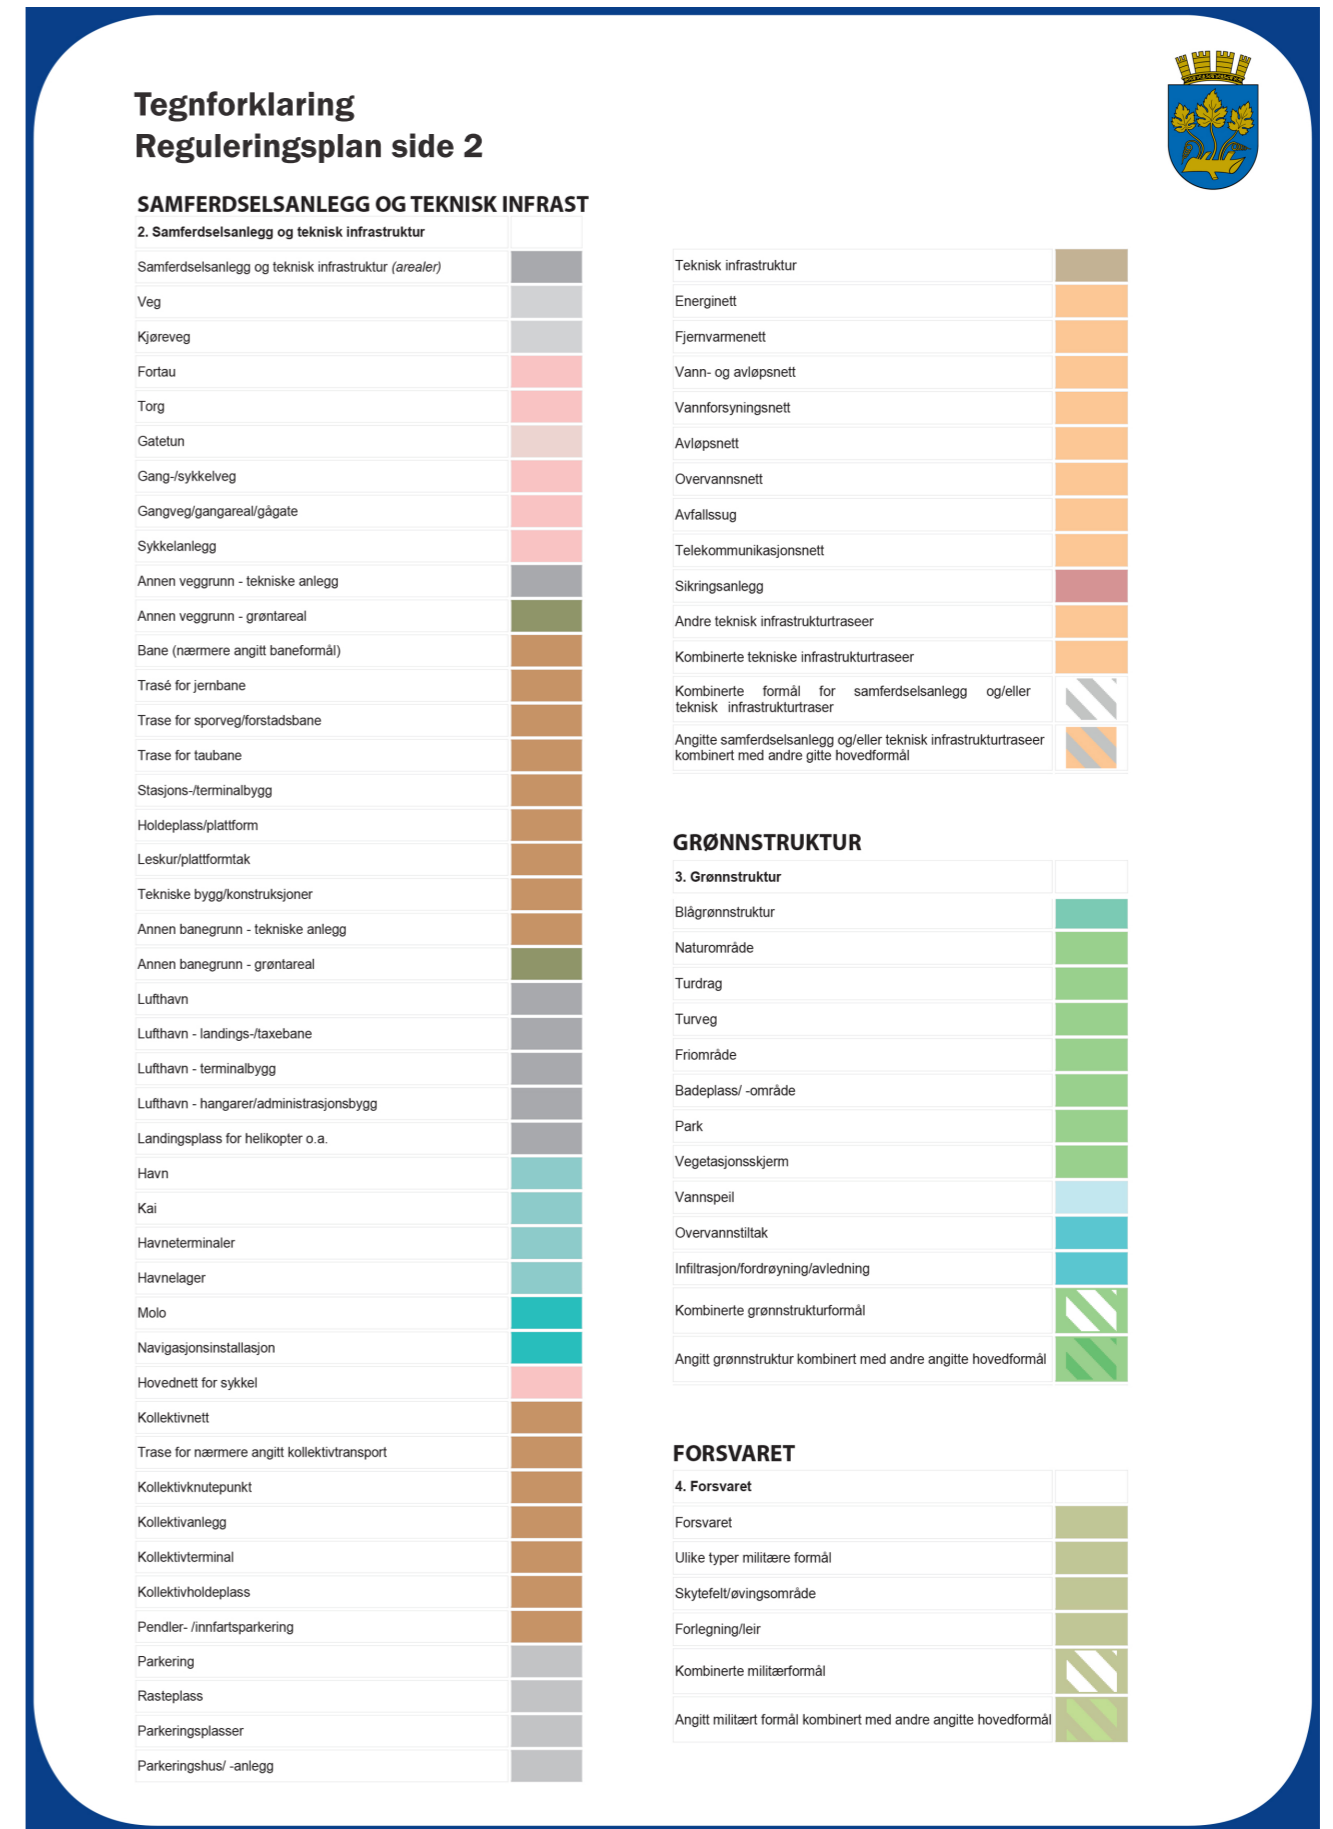 Tegnforklaring
Reguleringsplan side 2
SAMFERDSELSANLEGG OG TEKNISK INFRAST
2. Samferdselsanlegg og teknisk infrastruktur
Samferdselsanlegg og teknisk infrastruktur (arealer)
Veg
Kjøreveg
Fortau
Torg
Gatetun
Gang-/sykkelveg
Gangveg/gangareal/gågate
Sykkelanlegg
Annen veggrunn - tekniske anlegg
Annen veggrunn - grøntareal
Bane (nærmere angitt baneformål)
Trasé for jernbane
Trase for sporveg/forstadsbane
Trase for taubane
Stasjons-/terminalbygg
Holdeplass/plattform
Leskur/plattformtak
Tekniske bygg/konstruksjoner
Annen banegrunn - tekniske anlegg
Annen banegrunn - grøntareal
Lufthavn
Lufthavn - landings-/taxebane
Lufthavn - terminalbygg
Lufthavn - hangarer/administrasjonsbygg
Landingsplass for helikopter o.a.
Havn
Kai
Havneterminaler
Havnelager
Molo
Navigasjonsinstallasjon
Hovednett for sykkel
Kollektivnett
Trase for nærmere angitt kollektivtransport
Kollektivknutepunkt
Kollektivanlegg
Kollektivterminal
Kollektivholdeplass
Pendler- /innfartsparkering
Parkering
Rasteplass
Parkeringsplasser
Parkeringshus/ -anlegg
Teknisk infrastruktur
Energinett
Fjernvarmenett
Vann- og avløpsnett
Vannforsyningsnett
Avløpsnett
Overvannsnett
Avfallssug
Telekommunikasjonsnett
Sikringsanlegg
Andre teknisk infrastrukturtraseer
Kombinerte tekniske infrastrukturtraseer
Kombinerte formål for samferdselsanlegg og/eller
teknisk infrastrukturtraser
Angitte samferdselsanlegg og/eller teknisk infrastrukturtraseer
kombinert med andre gitte hovedformål
GRØNNSTRUKTUR
3. Grønnstruktur
Blågrønnstruktur
Naturområde
Turdrag
Turveg
Friområde
Badeplass/ -område
Park
Vegetasjonsskjerm
Vannspeil
Overvannstiltak
Infiltrasjon/fordrøyning/avledning
Kombinerte grønnstrukturformål
Angitt grønnstruktur kombinert med andre angitte hovedformål
FORSVARET
4. Forsvaret
Forsvaret
Ulike typer militære formål
Skytefelt/øvingsområde
Forlegning/leir
Kombinerte militærformål
Angitt militært formål kombinert med andre angitte hovedformål